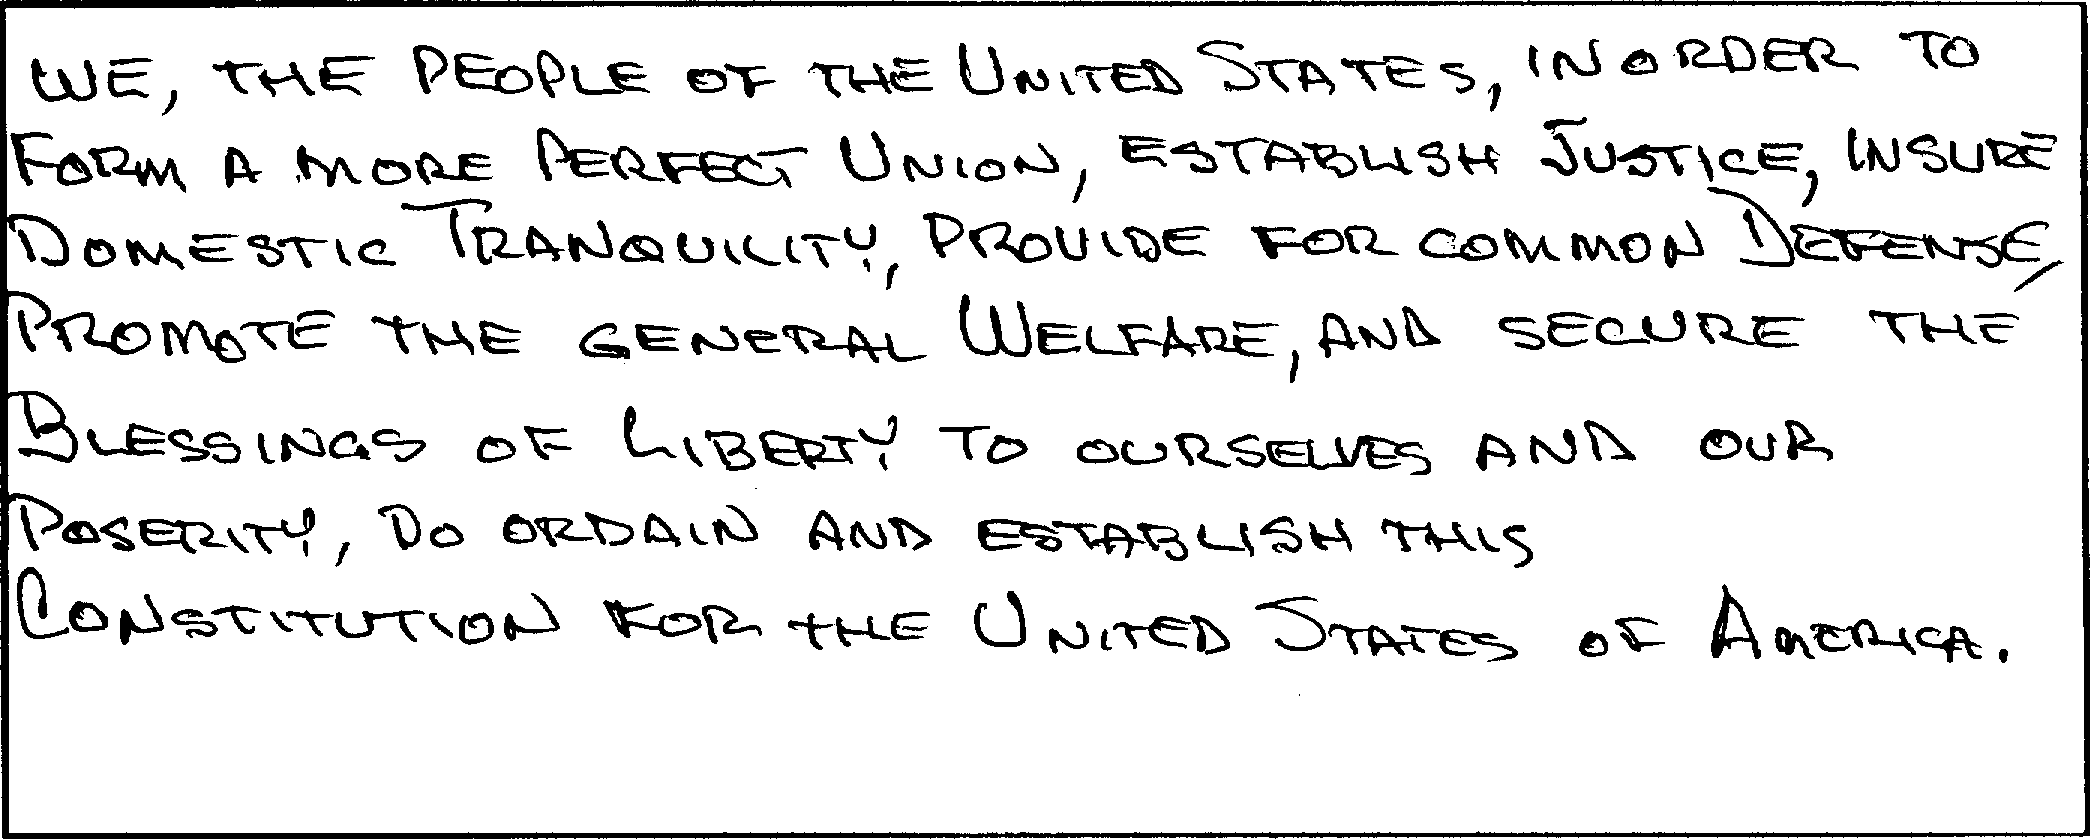 WE, THE PEOPLE OF THE UNITED STATES, IN ORDER TO
FORM A MORE PERFECT UNION, ESTABLISH JUSTICE, INSURE
DOMESTIC TRANQUILITY, PROVIDE FOR COMMON DEFENSE,
PROMOTE THE GENERAL WELFARE, AND SECURE THE
BLESSINGS OF LIBERTY TO OURSELVES AND OUR
POSERITY, DO ORDAIN AND ESTABLISH THIS
CONSTITUTION FOR THE UNITED STATES OF AMERICA.